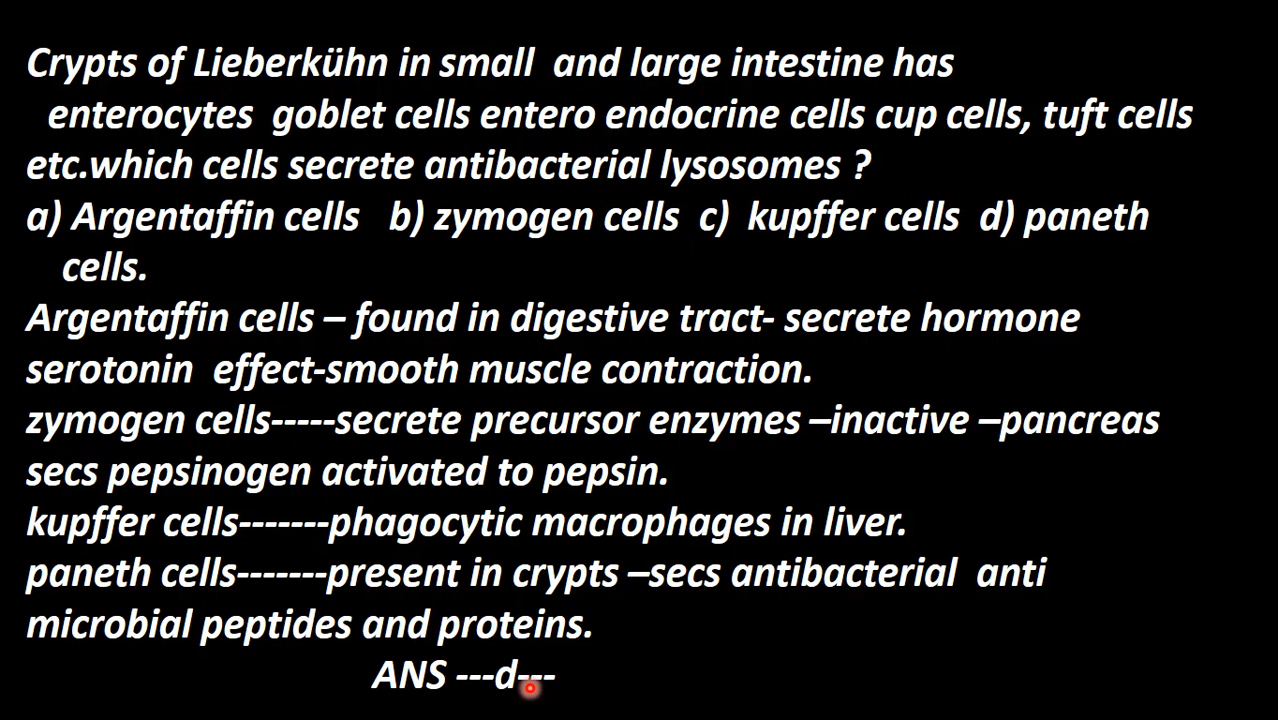 Crypts of Lieberkühn in small  and large intestine has
enterocytes  goblet cells entero endocrine cells cup cells, tuft cells
etc.which cells secrete antibacterial lysosomes ?
a) Argentaffin cells   b) zymogen cells  c)  kupffer cells  d) paneth
cells.
Argentaffin cells – found in digestive tract- secrete hormone
serotonin  effect-smooth muscle contraction.
zymogen cells-----secrete precursor enzymes –inactive –pancreas
secs pepsinogen activated to pepsin.
kupffer cells-------phagocytic macrophages in liver.
paneth cells-------present in crypts –secs antibacterial  anti
microbial peptides and proteins.
ANS ---d---